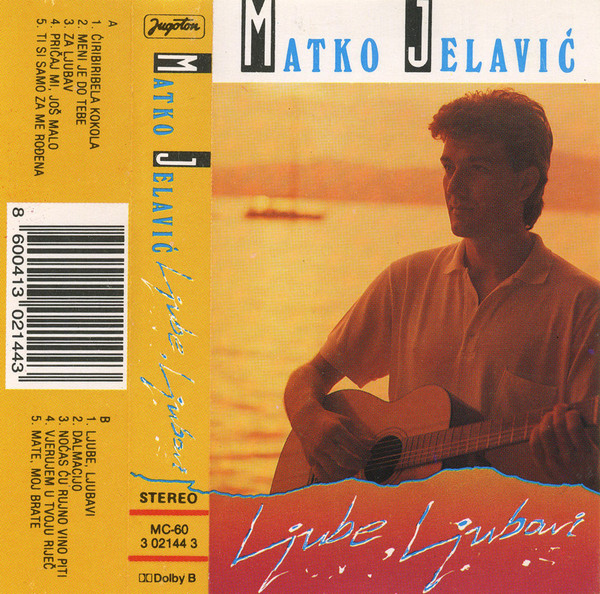 A
1. ĆIRIBIRIBELA KOKOLA
2. MENI JE DO TEBE
3. ZA LJUBAV
4. PRIČAJ MI, JOŠ MALO
5. TI SI SAMO ZA ME ROĐENA
8 600413 021443
B
1. LJUBE, LJUBAVI
2. DALMACIJO
3. NOĆAS ĆU RUJNO VINO PITI
4. VJERUJEM U TVOJU RIJEČ
5. MATE, MOJ BRATE
Jugoton
MATKO JELAVIĆ
Ljube, Ljubavi
STEREO
MC-60
3 02144 3
Dolby B
MATKO JELAVIĆ
Ljube, Ljubavi